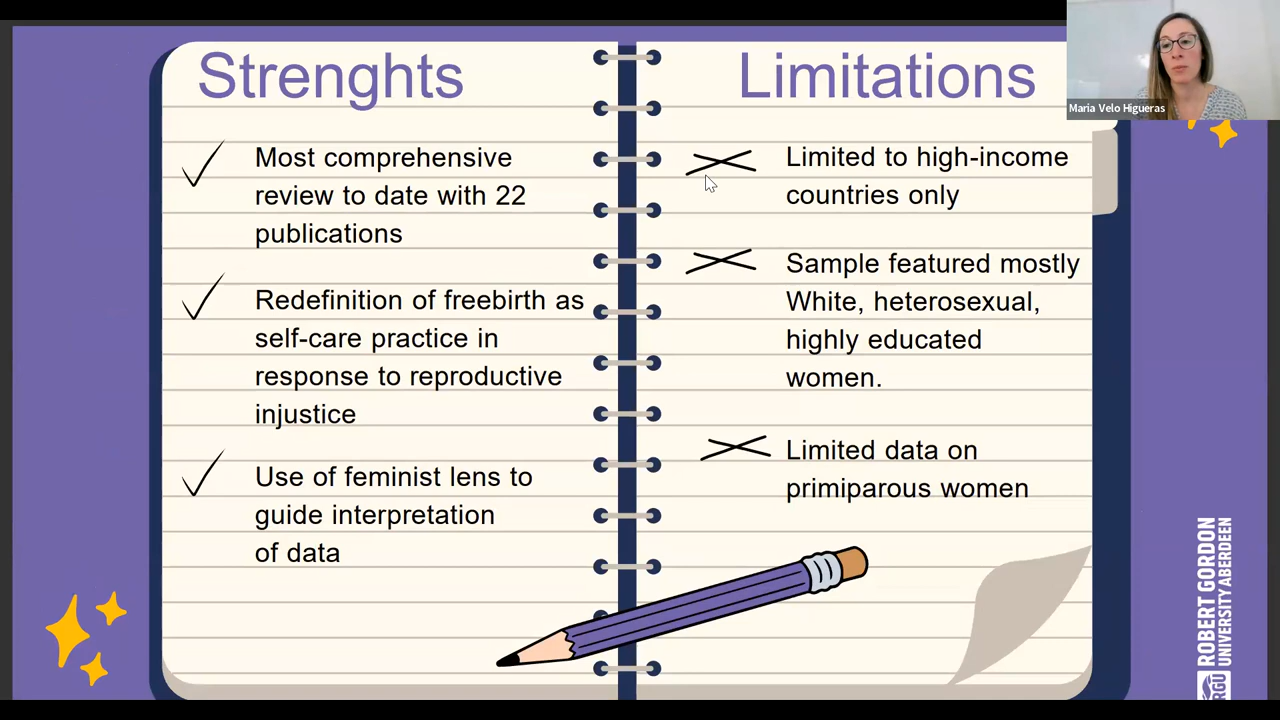 Strenghts
Most comprehensive
review to date with 22
publications
Redefinition of freebirth as
self-care practice in
response to reproductive
injustice
Use of feminist lens to
guide interpretation
of data
Limitations
Limited to high-income
countries only
Sample featured mostly
White, heterosexual,
highly educated
women.
Limited data on
primiparous women
Maria Velo Higueras
ROBERT GORDON
UNIVERSITY ABERDEEN
RGU